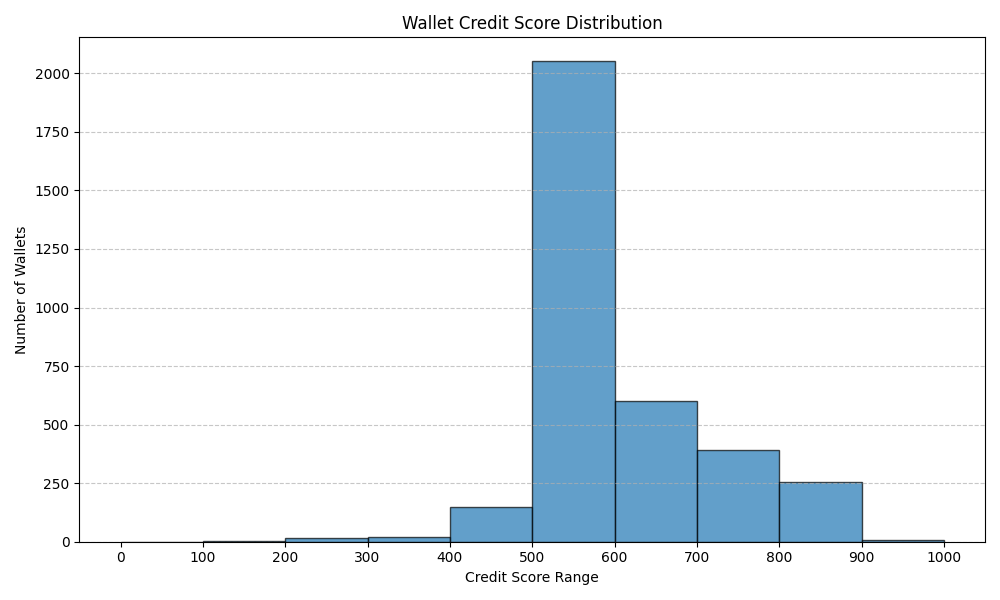 Wallet Credit Score Distribution
Number of Wallets
2000
1750
1500
1250
1000
750
500
250
0
0 100 200 300 400 500 600 700 800 900 1000
Credit Score Range